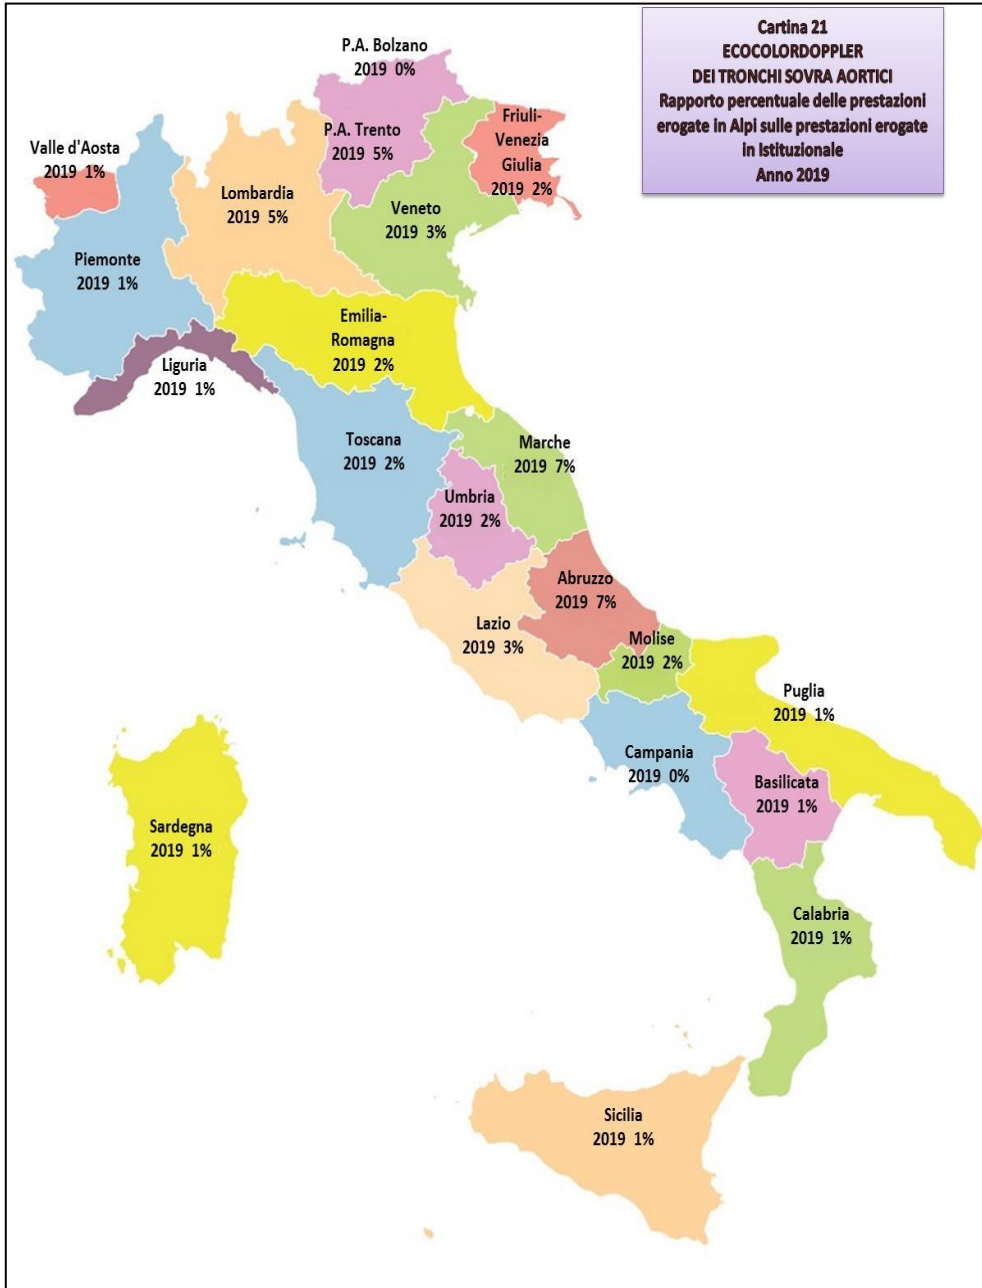 Cartina 21
ECOCOLORDOPPLER
DEI TRONCHI SOVRA AORTICI
Rapporto percentuale delle prestazioni
erogate in Alpi sulle prestazioni erogate
in Istituzionale
Anno 2019
P.A. Bolzano
2019 0%
P.A. Trento
2019 5%
Friuli-
Venezia
Giulia
2019 2%
Valle d'Aosta
2019 1%
Lombardia
2019 5%
Veneto
2019 3%
Piemonte
2019 1%
Emilia-
Romagna
2019 2%
Liguria
2019 1%
Toscana
2019 2%
Marche
2019 7%
Umbria
2019 2%
Abruzzo
2019 7%
Lazio
2019 3%
Molise
2019 2%
Puglia
2019 1%
Campania
2019 0%
Basilicata
2019 1%
Sardegna
2019 1%
Calabria
2019 1%
Sicilia
2019 1%